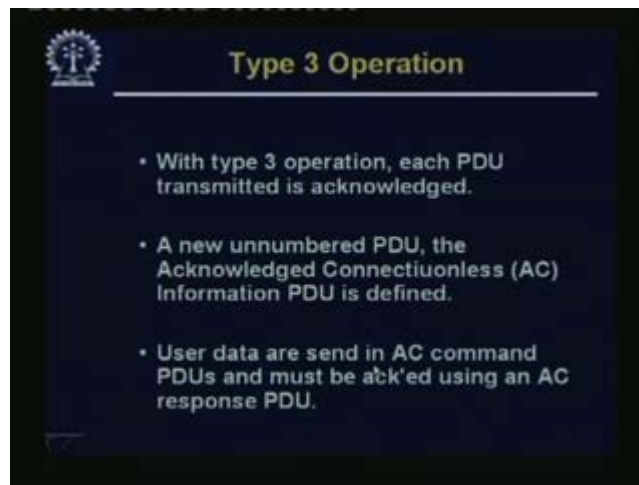 Type 3 Operation
• With type 3 operation, each PDU
transmitted is acknowledged.
• A new unnumbered PDU, the
Acknowledged Connectiuonless (AC)
Information PDU is defined.
• User data are send in AC command
PDUs and must be ack'ed using an AC
response PDU.